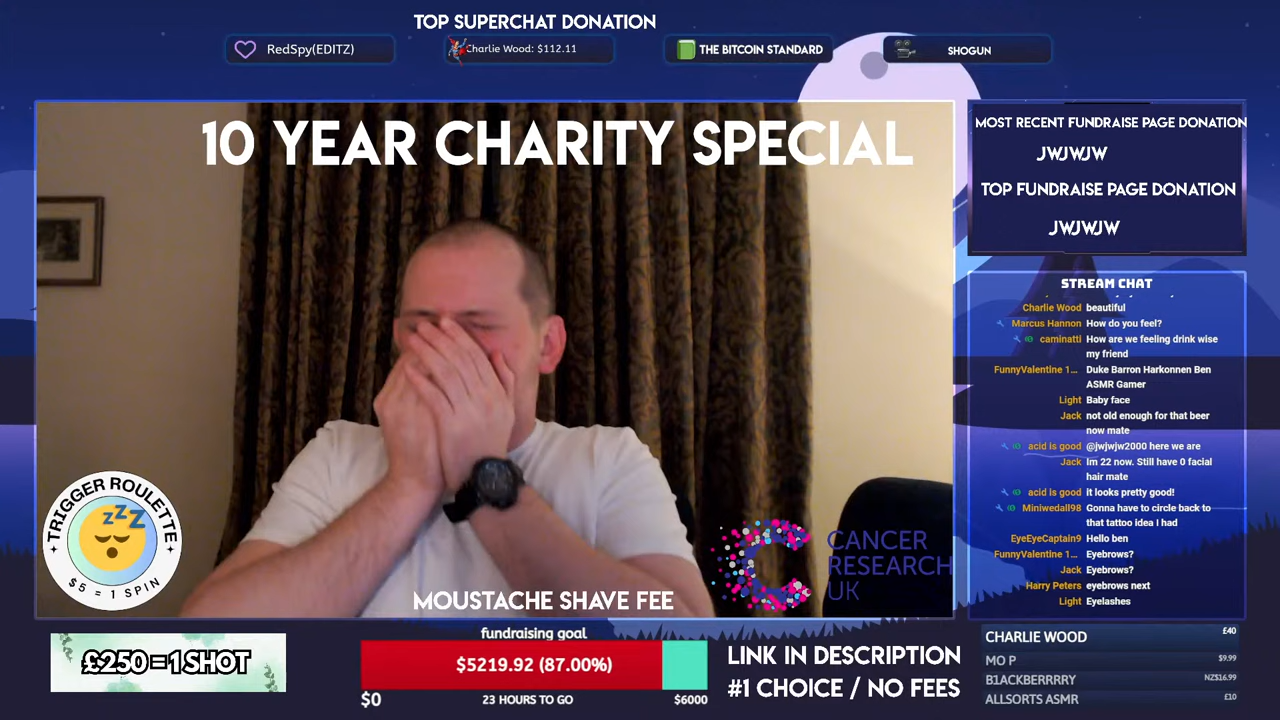 TOP SUPERCHAT DONATION
RedSpy(EDITZ)
Charlie Wood: $112.11
THE BITCOIN STANDARD
SHOGUN
10 YEAR CHARITY SPECIAL
MOST RECENT FUNDRAISE PAGE DONATION
JWJWJW
TOP FUNDRAISE PAGE DONATION
JWJWJW
STREAM CHAT
Charlie Wood beautiful
Marcus Hannon How do you feel?
caminatti How are we feeling drink wise
my friend
FunnyValentine 1... Duke Barron Harkonnen Ben
ASMR Gamer
Light Baby face
Jack not old enough for that beer
now mate
acid is good @jwjwjw2000 here we are
Jack Im 22 now. Still have 0 facial
hair mate
acid is good it looks pretty good!
Miniwedall98 Gonna have to circle back to
that tattoo idea I had
EyeEyeCaptain9 Hello ben
FunnyValentine 1... Eyebrows?
Jack Eyebrows?
Harry Peters eyebrows next
Light Eyelashes
TRIGGER ROULETTE
zzz
$5 = 1 SPIN
CANCER
RESEARCH
UK
MOUSTACHE SHAVE FEE
£250 = 1 SHOT
fundraising goal
$5219.92 (87.00%)
$0
23 HOURS TO GO
$6000
LINK IN DESCRIPTION
#1 CHOICE / NO FEES
CHARLIE WOOD £40
MO P $9.99
B1ACKBERRRRY NZ$16.99
ALLSORTS ASMR £10